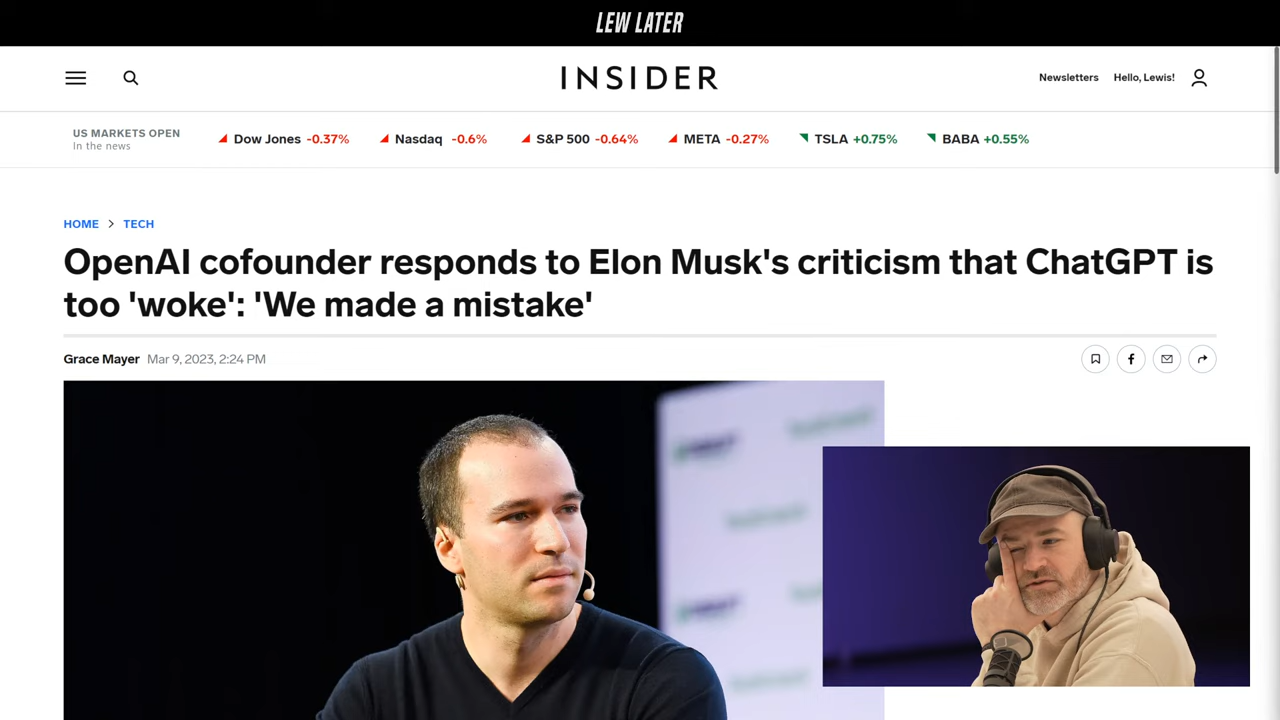 LEW LATER
INSIDER
Newsletters
Hello, Lewis!
US MARKETS OPEN
In the news
Dow Jones -0.37%
Nasdaq -0.6%
S&P 500 -0.64%
META -0.27%
TSLA +0.75%
BABA +0.55%
HOME > TECH
OpenAI cofounder responds to Elon Musk's criticism that ChatGPT is
too 'woke': 'We made a mistake'
Grace Mayer Mar 9, 2023, 2:24 PM